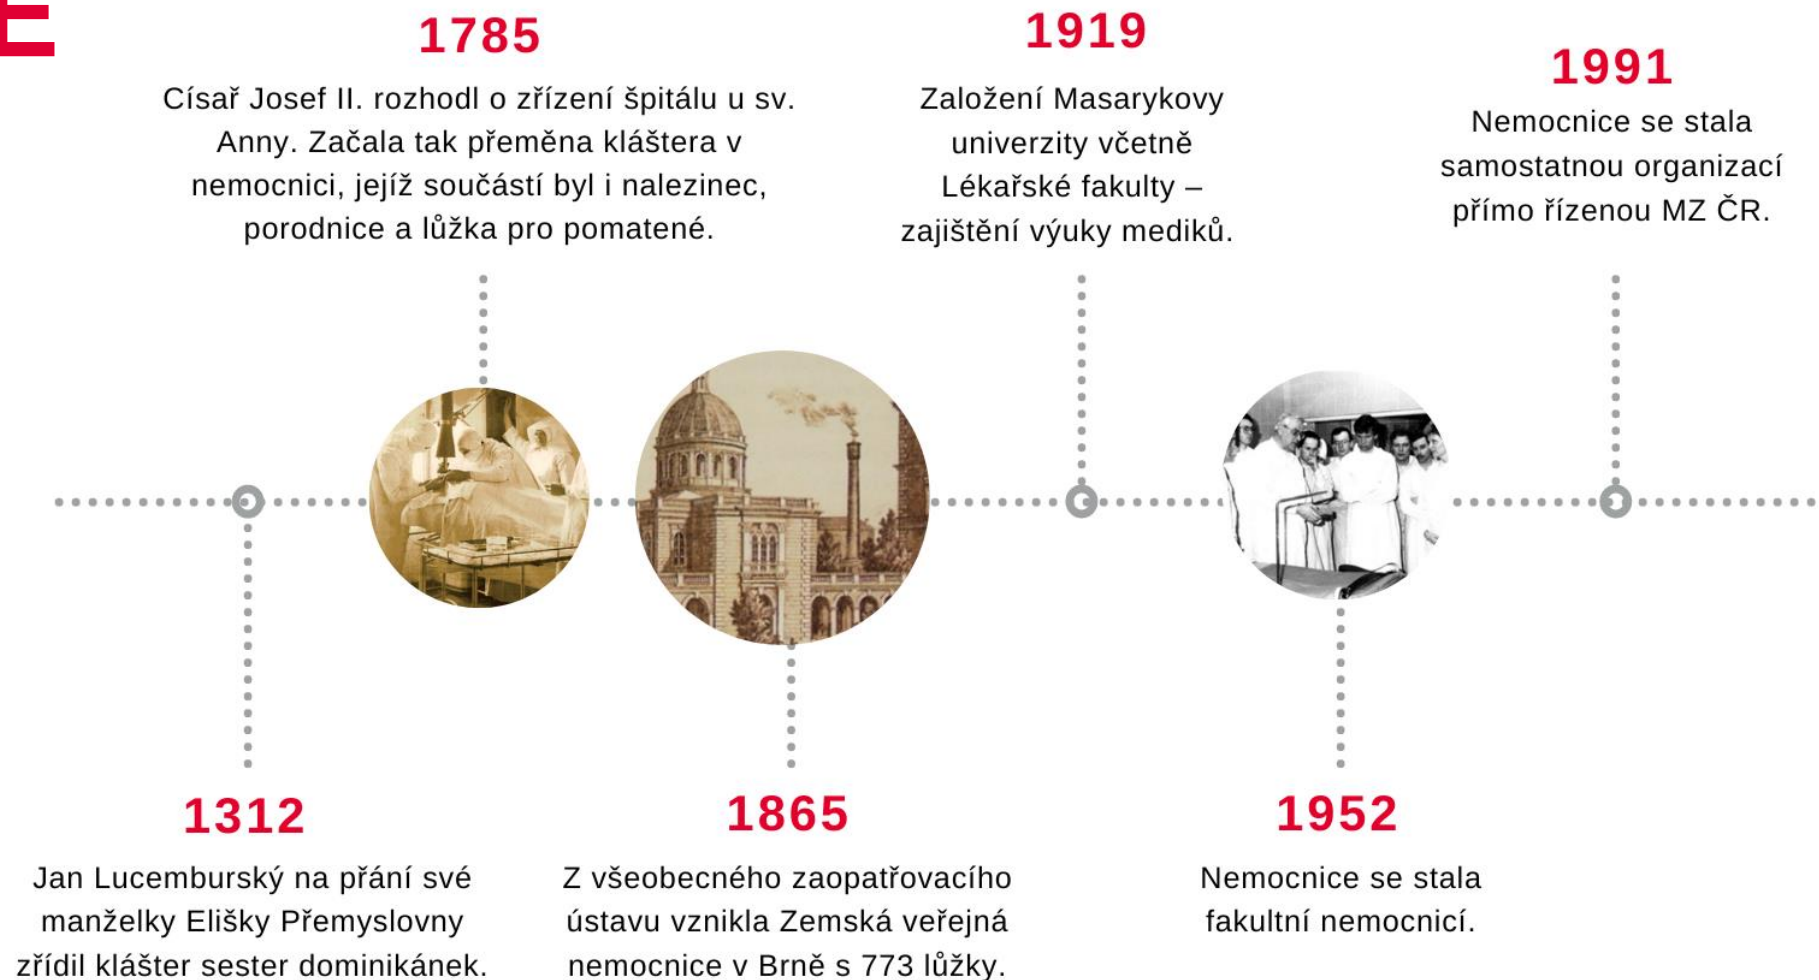 E
1785
Císař Josef II. rozhodl o zřízení špitálu u sv.
Anny. Začala tak přeměna kláštera v
nemocnici, jejíž součástí byl i nalezinec,
porodnice a lůžka pro pomatené.
1919
Založení Masarykovy
univerzity včetně
Lékařské fakulty –
zajištění výuky mediků.
1991
Nemocnice se stala
samostatnou organizací
přímo řízenou MZ ČR.
1312
Jan Lucemburský na přání své
manželky Elišky Přemyslovny
zřídil klášter sester dominikánek.
1865
Z všeobecného zaopatřovacího
ústavu vznikla Zemská veřejná
nemocnice v Brně s 773 lůžky.
1952
Nemocnice se stala
fakultní nemocnicí.